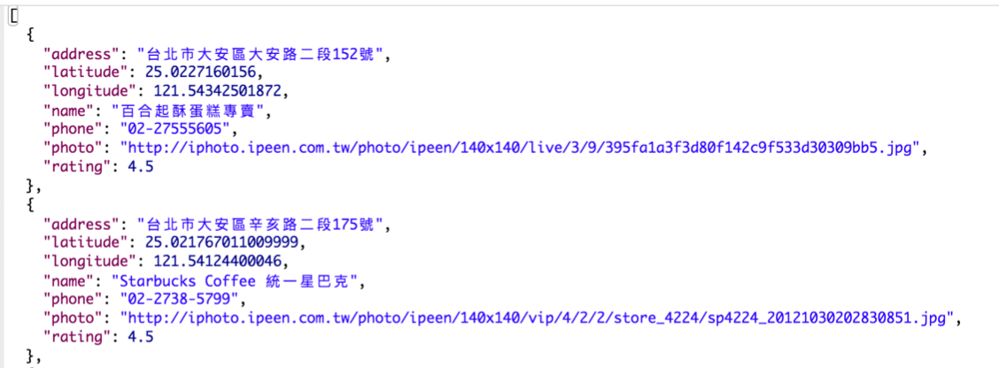 [
{
"address": "台北市大安區大安路二段152號",
"latitude": 25.0227160156,
"longitude": 121.54342501872,
"name": "百合起酥蛋糕專賣",
"phone": "02-27555605",
"photo": "http://iphoto.ipeen.com.tw/photo/ipeen/140x140/live/3/9/395fa1a3f3d80f142c9f533d30309bb5.jpg",
"rating": 4.5
},
{
"address": "台北市大安區辛亥路二段175號",
"latitude": 25.021767011009999,
"longitude": 121.54124400046,
"name": "Starbucks Coffee 統一星巴克",
"phone": "02-2738-5799",
"photo": "http://iphoto.ipeen.com.tw/photo/ipeen/140x140/vip/4/2/2/store_4224/sp4224_20121030202830851.jpg",
"rating": 4.5
},